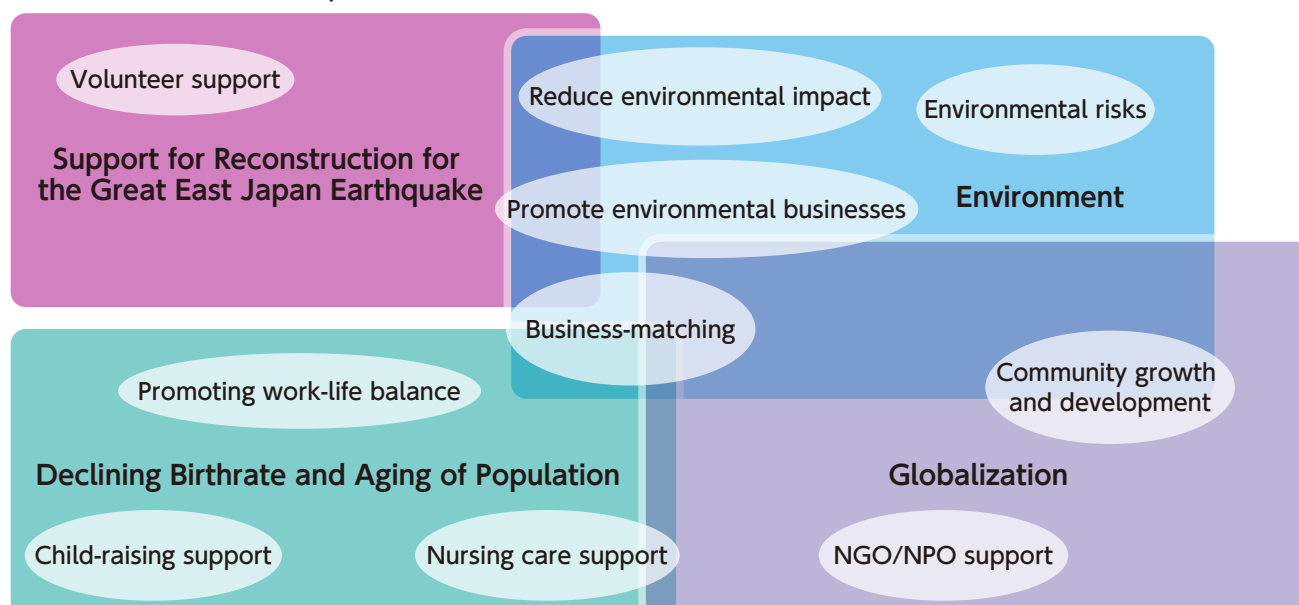 Volunteer support
Support for Reconstruction for
the Great East Japan Earthquake
Reduce environmental impact
Environmental risks
Promote environmental businesses
Environment
Business-matching
Promoting work-life balance
Community growth
and development
Declining Birthrate and Aging of Population
Globalization
Child-raising support
Nursing care support
NGO/NPO support